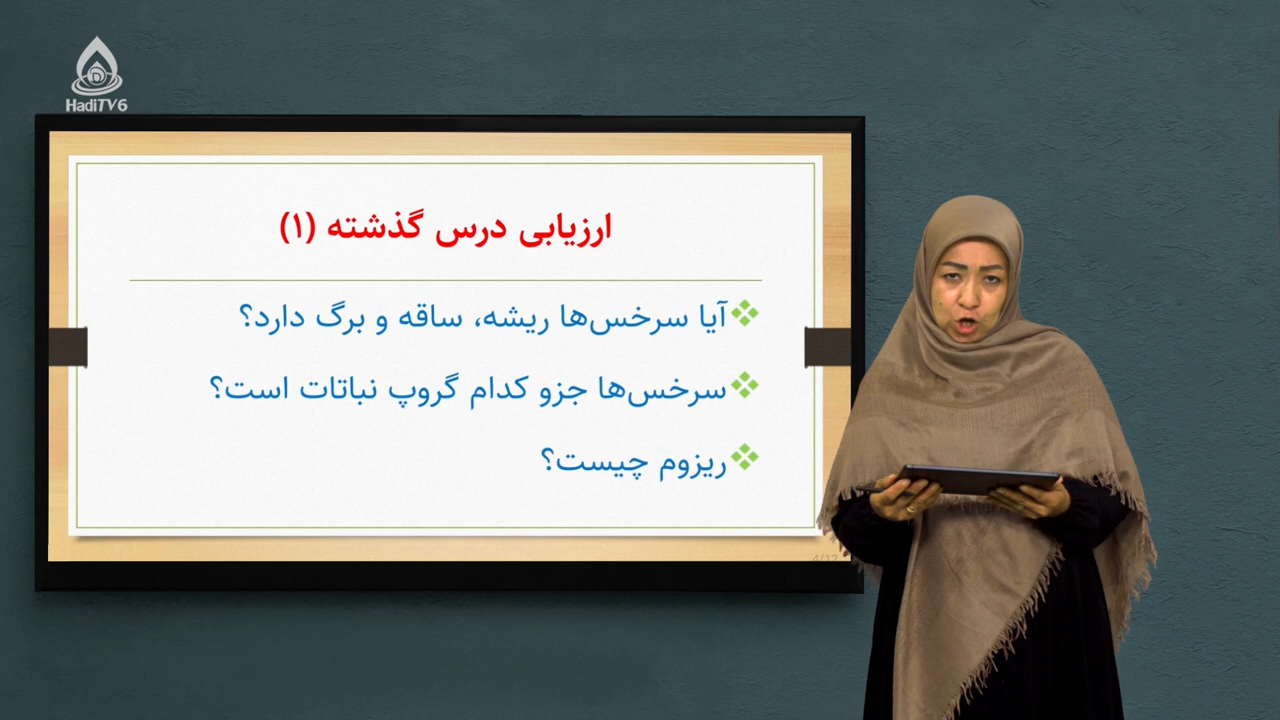 HadiTV6
ارزیابی درس گذشته (۱)
آیا سرخس‌ها ریشه، ساقه و برگ دارد؟
سرخس‌ها جزو کدام گروپ نباتات است؟
ریزوم چیست؟